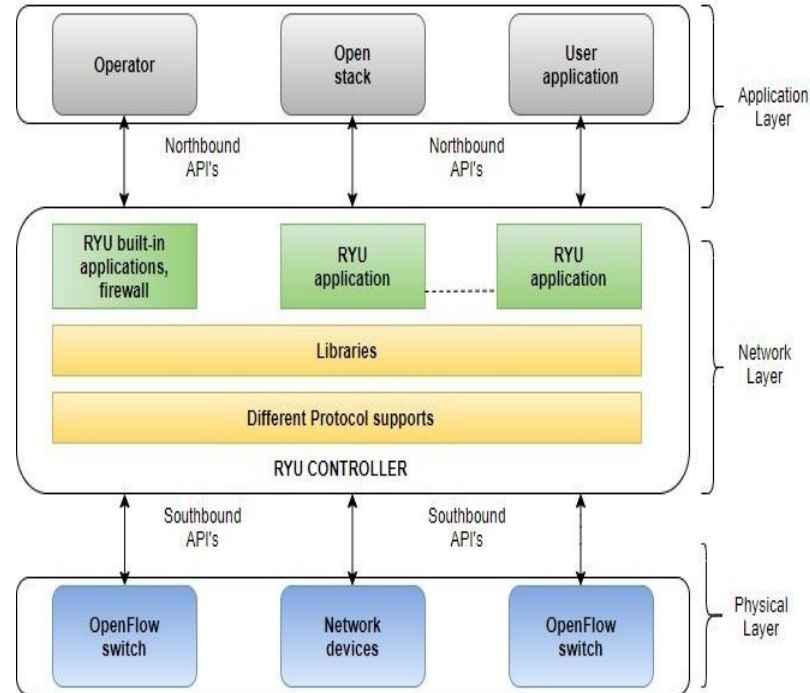 Operator
Open
stack
User
application
Application
Layer
Northbound
API's
Northbound
API's
RYU built-in
applications,
firewall
RYU
application
RYU
application
Libraries
Different Protocol supports
RYU CONTROLLER
Network
Layer
Southbound
API's
Southbound
API's
OpenFlow
switch
Network
devices
OpenFlow
switch
Physical
Layer